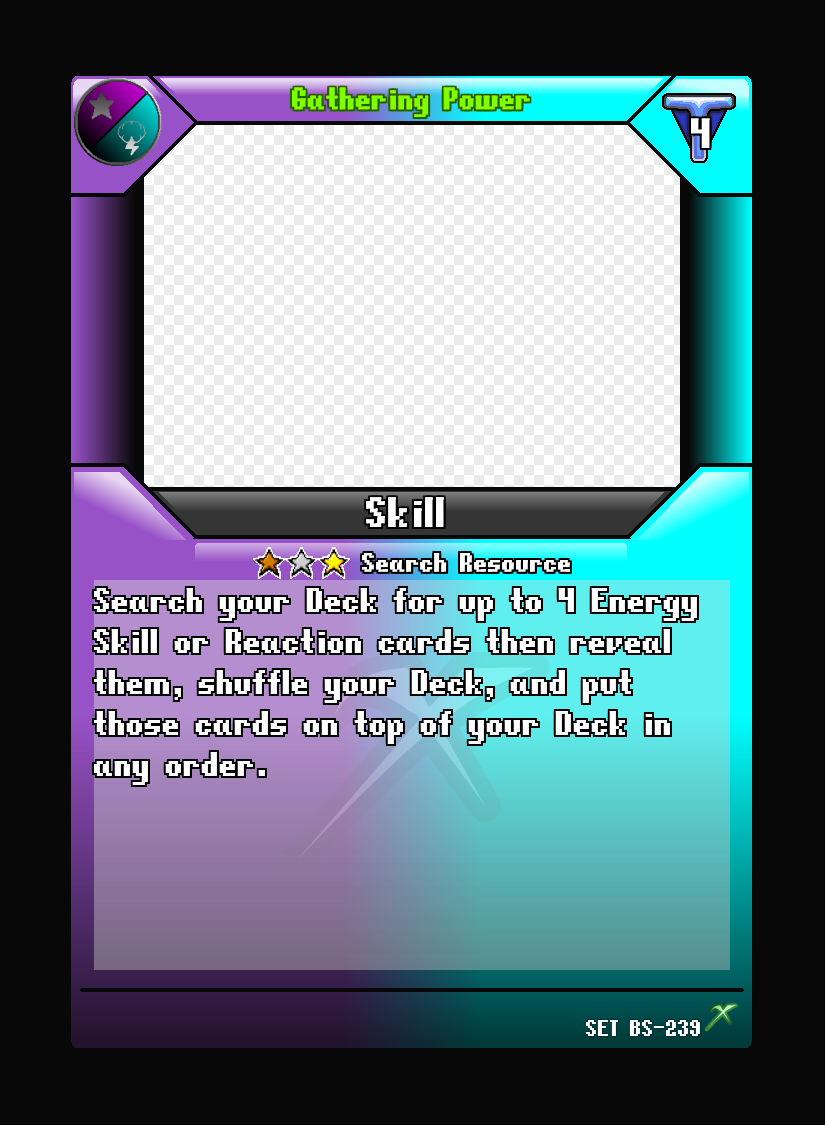 Gathering Power
4
Skill
Search Resource
Search your Deck for up to 4 Energy
Skill or Reaction cards then reveal
them, shuffle your Deck, and put
those cards on top of your Deck in
any order.
SET BS-239